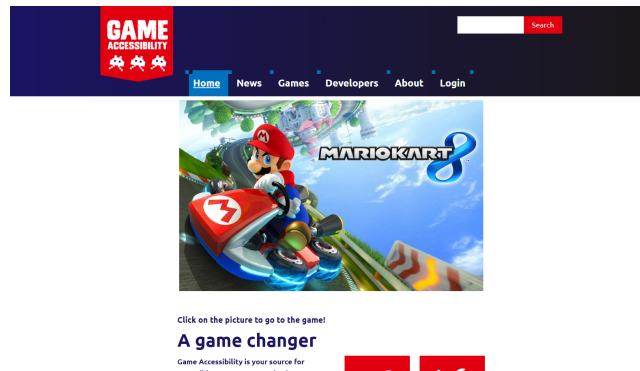 GAME
ACCESSIBILITY
Search
Home News Games Developers About Login
M
MARIOKART 8
Click on the picture to go to the game!
A game changer
Game Accessibility is your source for